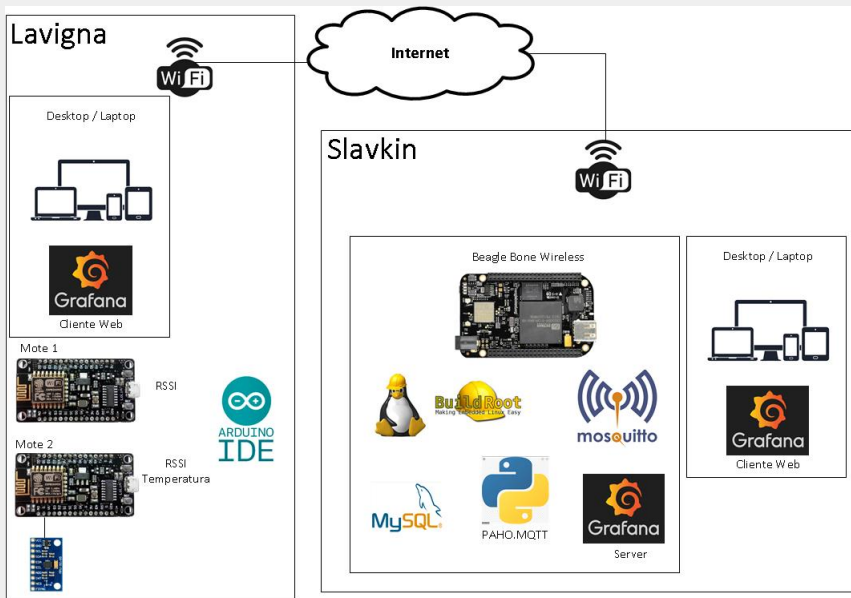 Lavigna
Wi Fi
Internet
Desktop / Laptop
Grafana
Cliente Web
Mote 1
RSSI
Mote 2
RSSI
Temperatura
ARDUINO
IDE
Slavkin
Wi Fi
Beagle Bone Wireless
BuildRoot
Making Embedded Linux Easy
mosquitto
MySQL
PAHO.MQTT
Grafana
Server
Desktop / Laptop
Grafana
Cliente Web